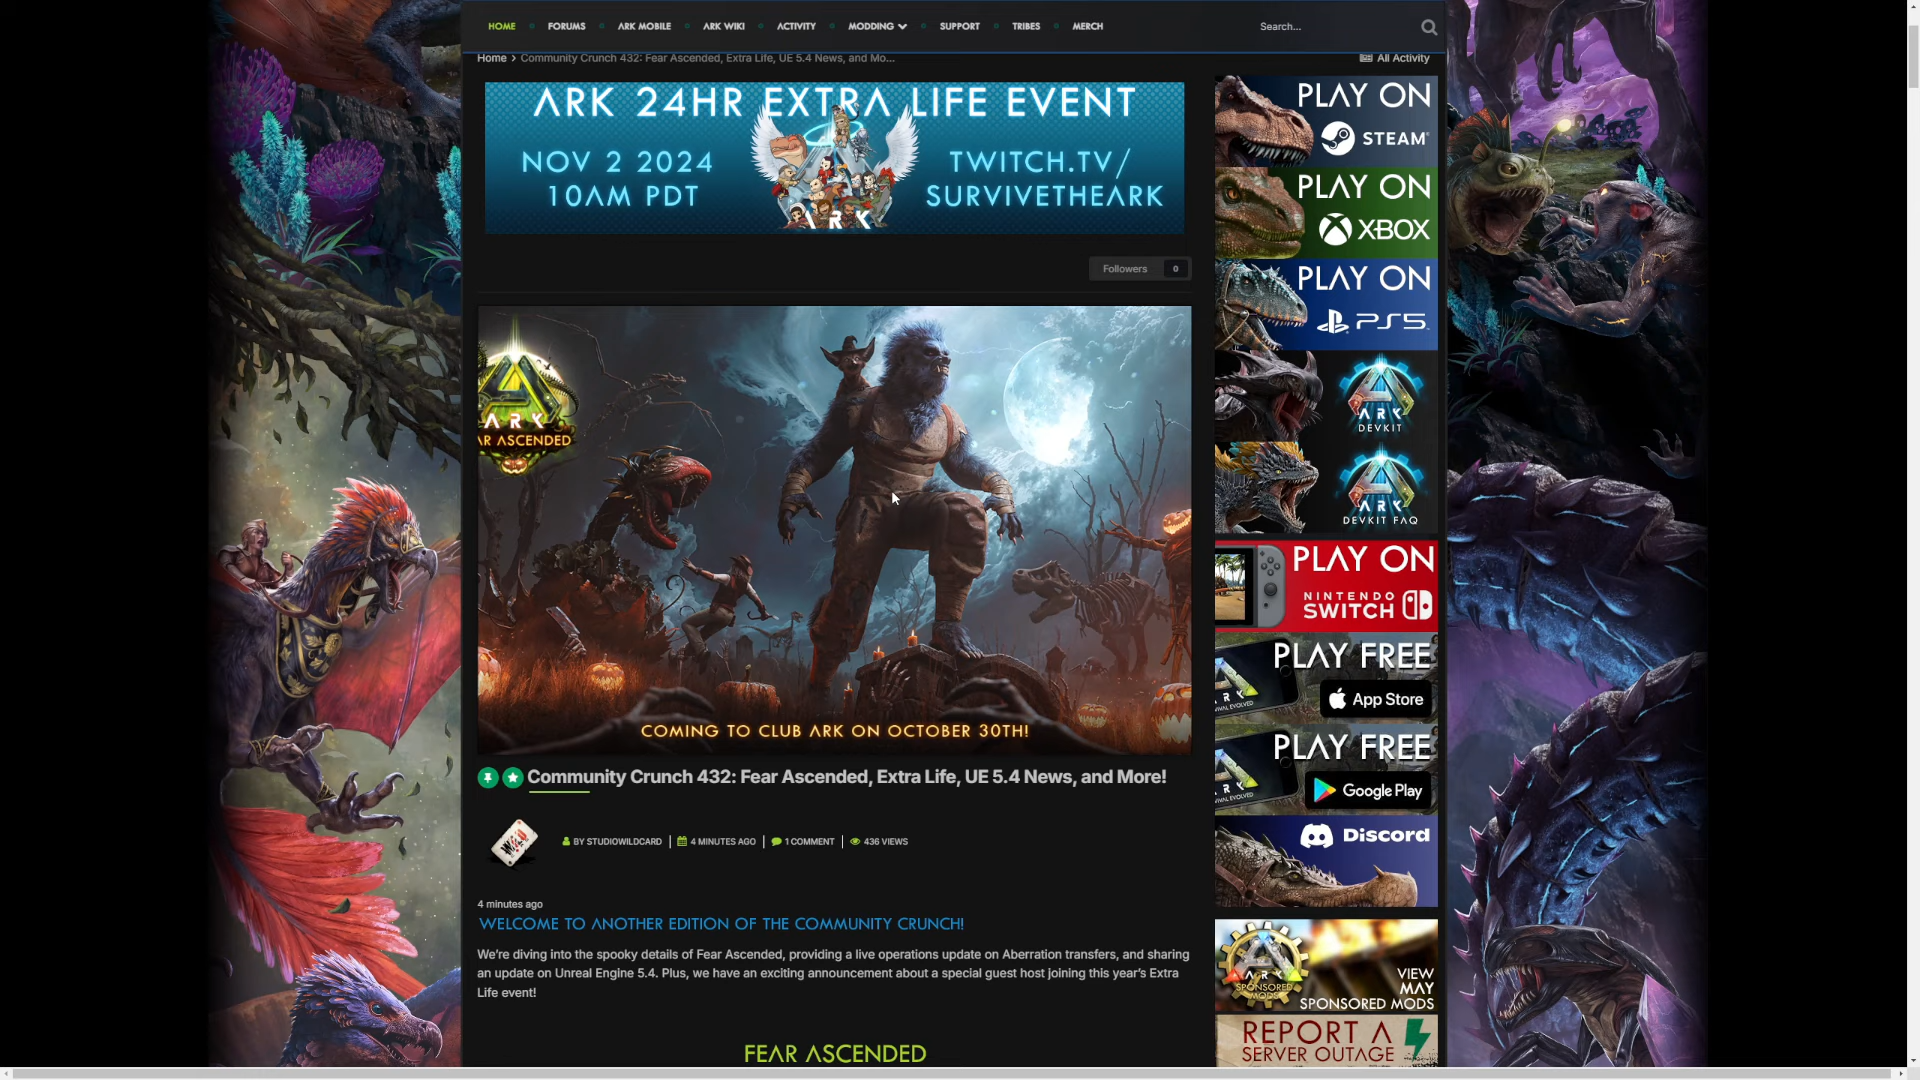 HOME
FORUMS
ARK MOBILE
ARK WIKI
ACTIVITY
MODDING
SUPPORT
TRIBES
MERCH
Search...
Home > Community Crunch 432: Fear Ascended, Extra Life, UE 5.4 News, and Mo...
All Activity
ARK 24HR EXTRA LIFE EVENT
NOV 2 2024
10AM PDT
TWITCH.TV/
SURVIVETHEARK
ARK
Followers 0
ARK
AR ASCENDED
COMING TO CLUB ARK ON OCTOBER 30TH!
Community Crunch 432: Fear Ascended, Extra Life, UE 5.4 News, and More!
WILD
BY STUDIOWILDCARD | 4 MINUTES AGO | 1 COMMENT | 436 VIEWS
4 minutes ago
WELCOME TO ANOTHER EDITION OF THE COMMUNITY CRUNCH!
We're diving into the spooky details of Fear Ascended, providing a live operations update on Aberration transfers, and sharing
an update on Unreal Engine 5.4. Plus, we have an exciting announcement about a special guest host joining this year's Extra
Life event!
FEAR ASCENDED
PLAY ON
STEAM
PLAY ON
XBOX
PLAY ON
PS5
ARK
DEVKIT
ARK
DEVKIT FAQ
PLAY ON
NINTENDO
SWITCH
PLAY FREE
App Store
PLAY FREE
Google Play
Discord
ARK
SPONSORED
MODS
VIEW
MAY
SPONSORED MODS
REPORT A
SERVER OUTAGE